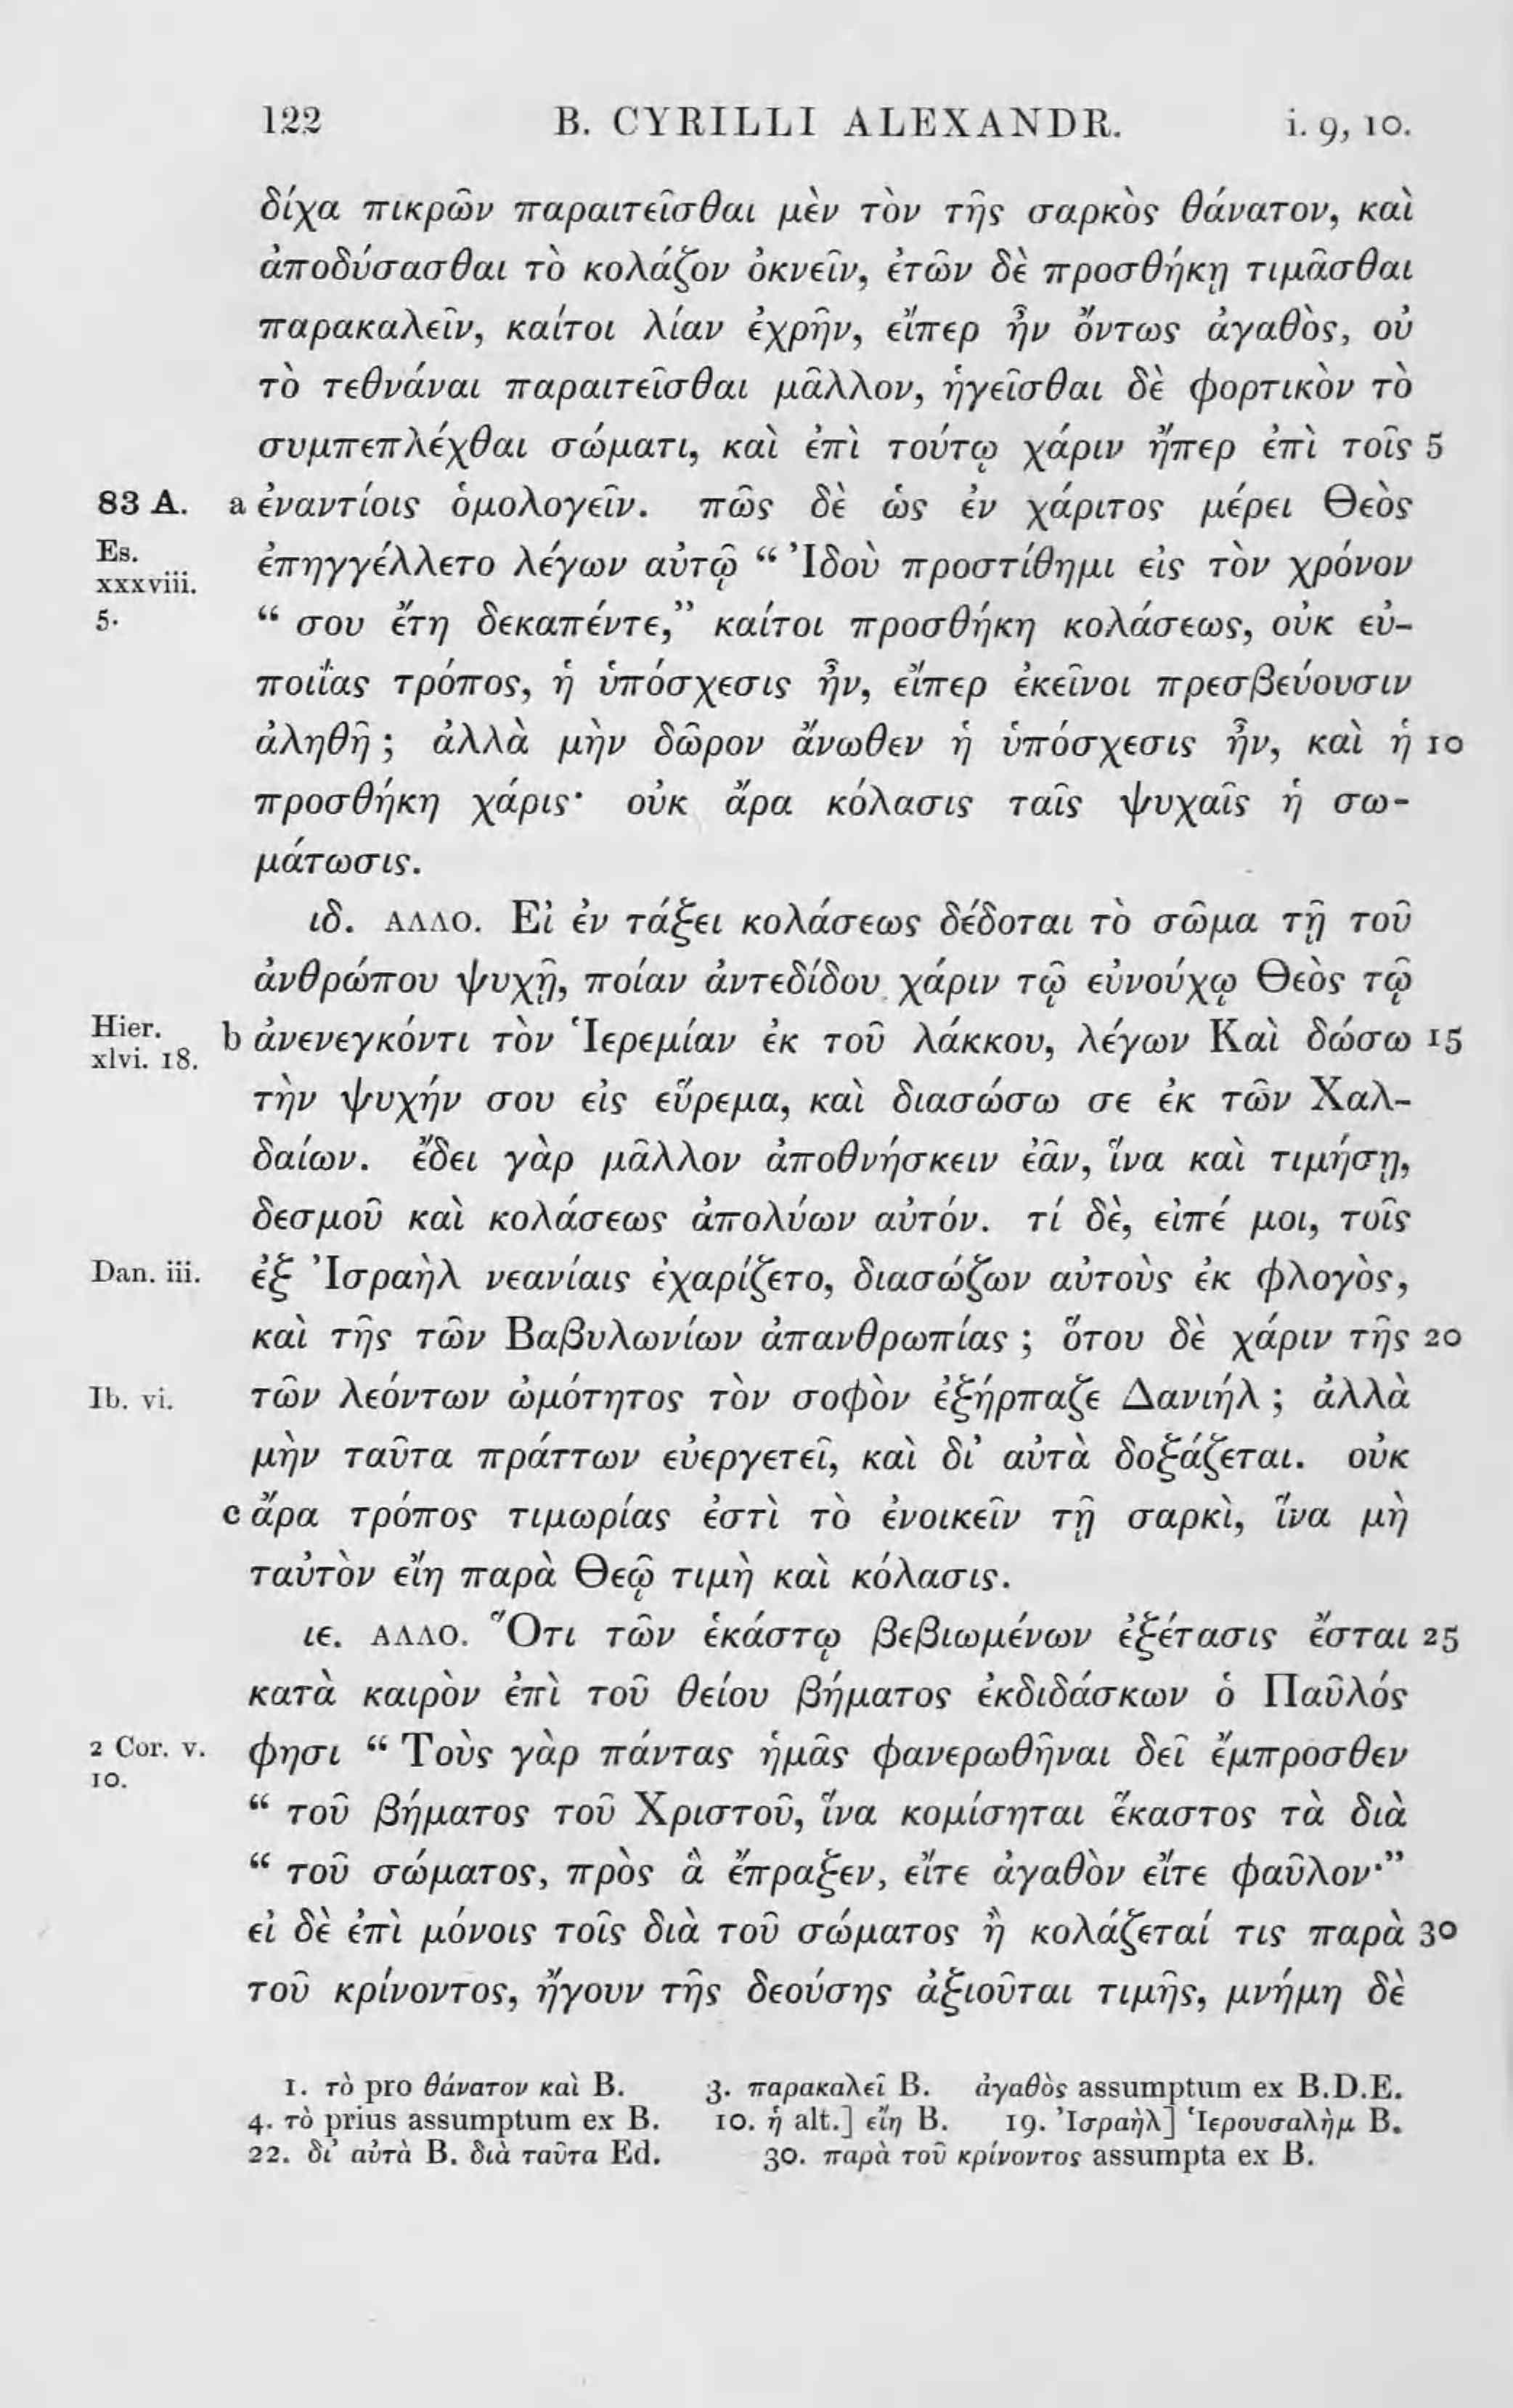 122 B. CYRILLI ALEXANDR. i. 9, 10.
δίχα πικρῶν παραιτεῖσθαι μὲν τὸν τῆς σαρκὸς θάνατον, καὶ
ἀποδύσασθαι τὸ κολάζον ὀκνεῖν, ἐτῶν δὲ προσθήκῃ τιμᾶσθαι
παρακαλεῖν, καίτοι λίαν ἐχρῆν, εἴπερ ἦν ὄντως ἀγαθὸς, οὐ
τὸ τεθνάναι παραιτεῖσθαι μᾶλλον, ἡγεῖσθαι δὲ φορτικὸν τὸ
συμπεπλέχθαι σώματι, καὶ ἐπὶ τούτῳ χάριν ἤπερ ἐπὶ τοῖς 5
83 A. a ἐναντίοις ὁμολογεῖν. πῶς δὲ ὡς ἐν χάριτος μέρει Θεὸς
Es. xxxviii. ἐπηγγέλλετο λέγων αὐτῷ “ Ἰδοὺ προστίθημι εἰς τὸν χρόνον
5. “ σου ἔτη δεκαπέντε,” καίτοι προσθήκη κολάσεως, οὐκ εὐ-
ποιΐας τρόπος, ἡ ὑπόσχεσις ἦν, εἴπερ ἐκεῖνοι πρεσβεύουσιν
ἀληθῆ ; ἀλλὰ μὴν δῶρον ἄνωθεν ἡ ὑπόσχεσις ἦν, καὶ ἡ 10
προσθήκη χάρις· οὐκ ἄρα κόλασις ταῖς ψυχαῖς ἡ σω-
μάτωσις.
ιδ. ΑΛΛΟ. Εἰ ἐν τάξει κολάσεως δέδοται τὸ σῶμα τῇ τοῦ
ἀνθρώπου ψυχῇ, ποίαν ἀντεδίδου χάριν τῷ εὐνούχῳ Θεὸς τῷ
Hier. xlvi. 18. b ἀνενεγκόντι τὸν Ἱερεμίαν ἐκ τοῦ λάκκου, λέγων Καὶ δώσω 15
τὴν ψυχήν σου εἰς εὕρεμα, καὶ διασώσω σε ἐκ τῶν Χαλ-
δαίων. ἔδει γὰρ μᾶλλον ἀποθνήσκειν ἐᾶν, ἵνα καὶ τιμήσῃ,
δεσμοῦ καὶ κολάσεως ἀπολύων αὐτόν. τί δὲ, εἰπέ μοι, τοῖς
Dan. iii. ἐξ Ἰσραὴλ νεανίαις ἐχαρίζετο, διασώζων αὐτοὺς ἐκ φλογὸς,
καὶ τῆς τῶν Βαβυλωνίων ἀπανθρωπίας ; ὅτου δὲ χάριν τῆς 20
Ib. vi. τῶν λεόντων ὠμότητος τὸν σοφὸν ἐξήρπαζε Δανιήλ ; ἀλλὰ
μὴν ταῦτα πράττων εὐεργετεῖ, καὶ δι’ αὐτὰ δοξάζεται. οὐκ
c ἄρα τρόπος τιμωρίας ἐστὶ τὸ ἐνοικεῖν τῇ σαρκὶ, ἵνα μὴ
ταὐτὸν εἴη παρὰ Θεῷ τιμὴ καὶ κόλασις.
ιε. ΑΛΛΟ. Ὅτι τῶν ἑκάστῳ βεβιωμένων ἐξέτασις ἔσται 25
κατὰ καιρὸν ἐπὶ τοῦ θείου βήματος ἐκδιδάσκων ὁ Παῦλός
2 Cor. v. 10. φησι “ Τοὺς γὰρ πάντας ἡμᾶς φανερωθῆναι δεῖ ἔμπροσθεν
“ τοῦ βήματος τοῦ Χριστοῦ, ἵνα κομίσηται ἕκαστος τὰ διὰ
“ τοῦ σώματος, πρὸς ἃ ἔπραξεν, εἴτε ἀγαθὸν εἴτε φαῦλον·”
εἰ δὲ ἐπὶ μόνοις τοῖς διὰ τοῦ σώματος ἢ κολάζεταί τις παρὰ 30
τοῦ κρίνοντος, ἤγουν τῆς δεούσης ἀξιοῦται τιμῆς, μνήμη δὲ
1. τὸ pro θάνατον καὶ B. 3. παρακαλεῖ B. ἀγαθὸς assumptum ex B.D.E.
4. τὸ prius assumptum ex B. 10. ἡ alt.] εἴη B. 19. Ἰσραὴλ] Ἱερουσαλὴμ B.
22. δι’ αὐτὰ B. διὰ ταῦτα Ed. 30. παρὰ τοῦ κρίνοντος assumpta ex B.